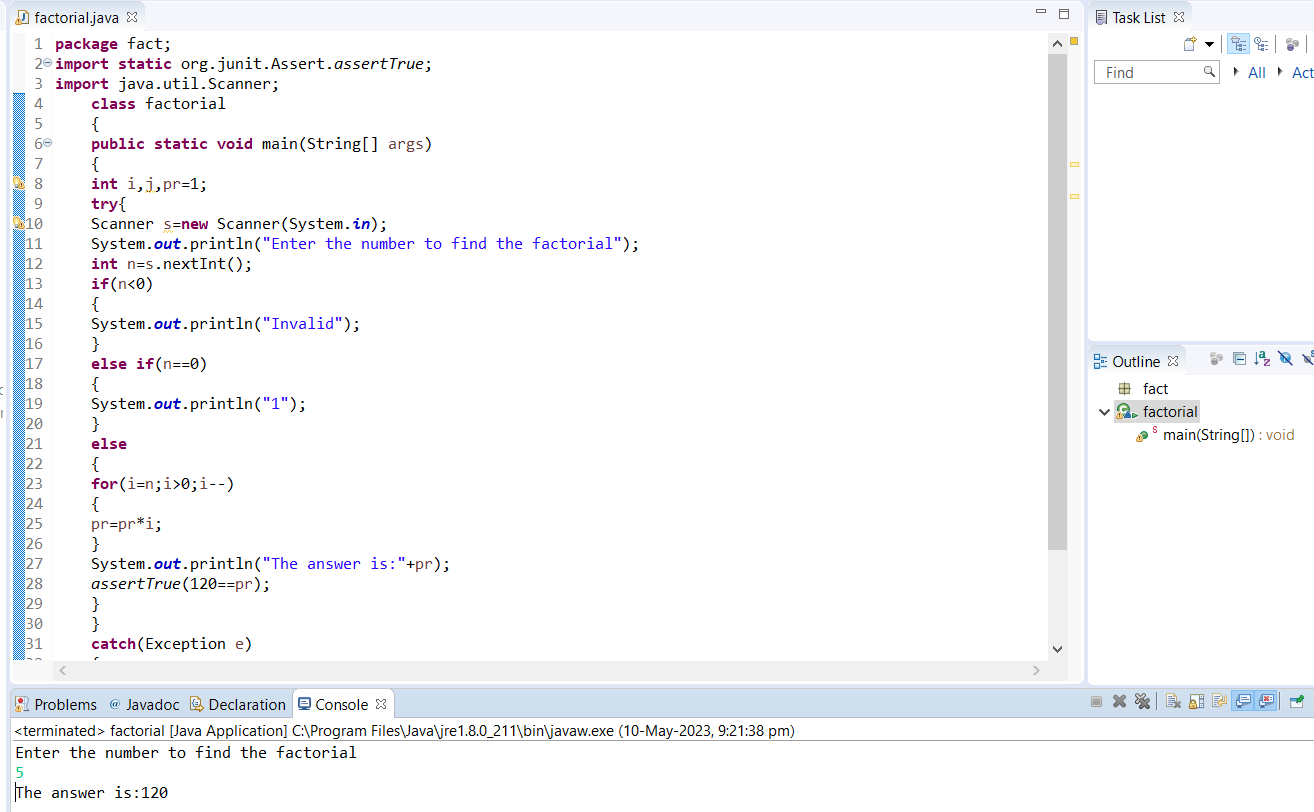 factorial.java
1 package fact;
2 import static org.junit.Assert.assertTrue;
3 import java.util.Scanner;
4 class factorial
5 {
6 public static void main(String[] args)
7 {
8 int i,j,pr=1;
9 try{
10 Scanner s=new Scanner(System.in);
11 System.out.println("Enter the number to find the factorial");
12 int n=s.nextInt();
13 if(n<0)
14 {
15 System.out.println("Invalid");
16 }
17 else if(n==0)
18 {
19 System.out.println("1");
20 }
21 else
22 {
23 for(i=n;i>0;i--)
24 {
25 pr=pr*i;
26 }
27 System.out.println("The answer is:"+pr);
28 assertTrue(120==pr);
29 }
30 }
31 catch(Exception e)
Task List
Find All Act
Outline
fact
factorial
main(String[]) : void
Problems @ Javadoc Declaration Console
<terminated> factorial [Java Application] C:\Program Files\Java\jre1.8.0_211\bin\javaw.exe (10-May-2023, 9:21:38 pm)
Enter the number to find the factorial
5
The answer is:120